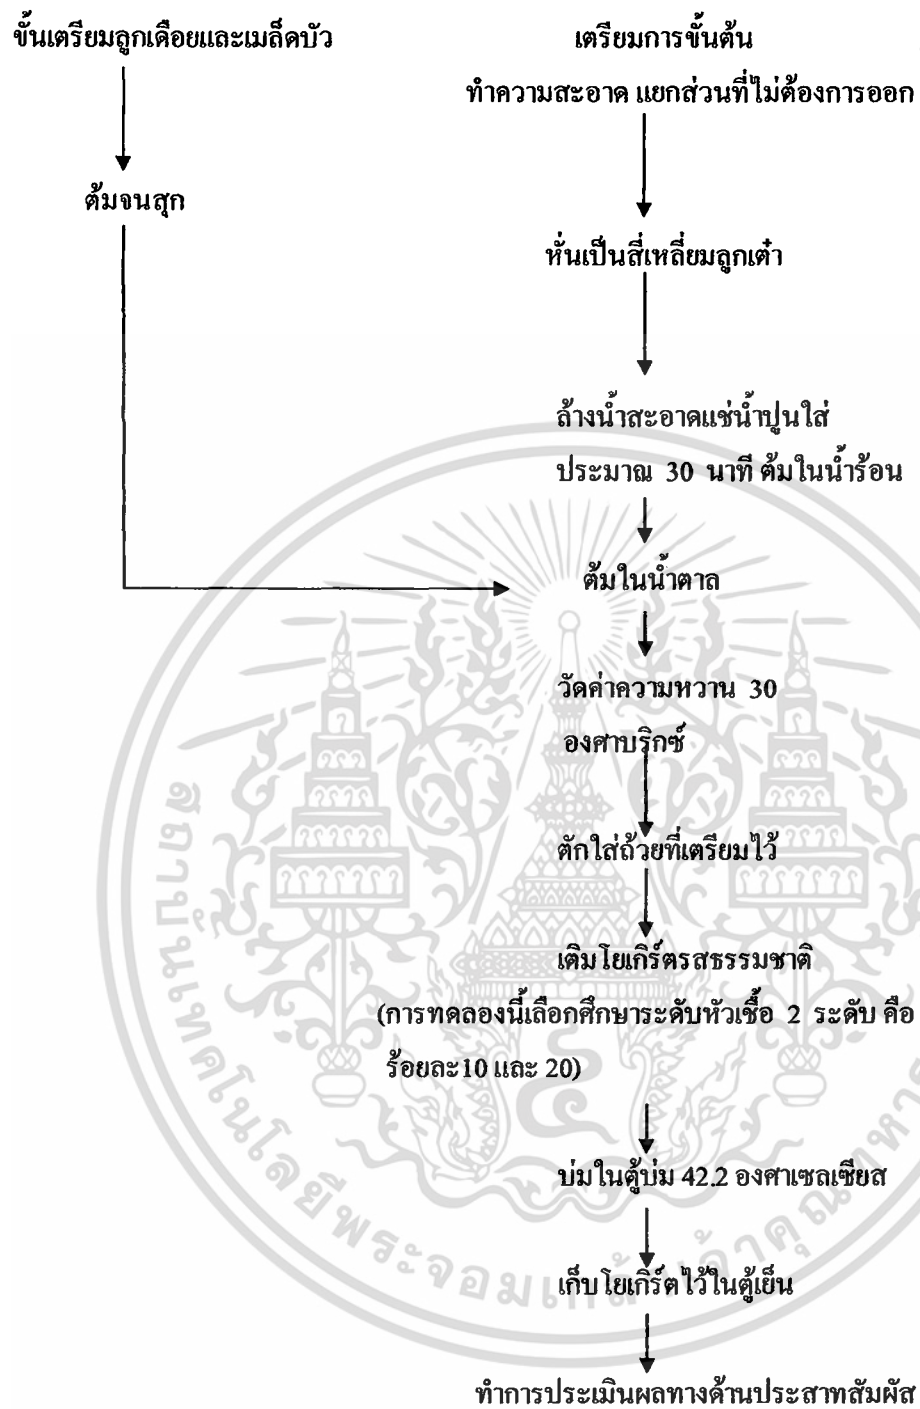 ขั้นเตรียมลูกเดือยและเมล็ดบัว
เตรียมการขั้นต้น
ทำความสะอาด แยกส่วนที่ไม่ต้องการออก
ต้มจนสุก
หั่นเป็นสี่เหลี่ยมลูกเต๋า
ล้างน้ำสะอาดแช่น้ำปูนใส่
ประมาณ 30 นาที ต้มในน้ำร้อน
ต้มในน้ำตาล
วัดค่าความหวาน 30
องศาบริกซ์
ตักใส่ถ้วยที่เตรียมไว้
เติมโยเกิร์ตรสธรรมชาติ
(การทดลองนี้เลือกศึกษาระดับหัวเชื้อ 2 ระดับ คือ
ร้อยละ10 และ 20)
บ่มในตู้บ่ม 42.2 องศาเซลเซียส
เก็บโยเกิร์ตไว้ในตู้เย็น
ทำการประเมินผลทางด้านประสาทสัมผัส